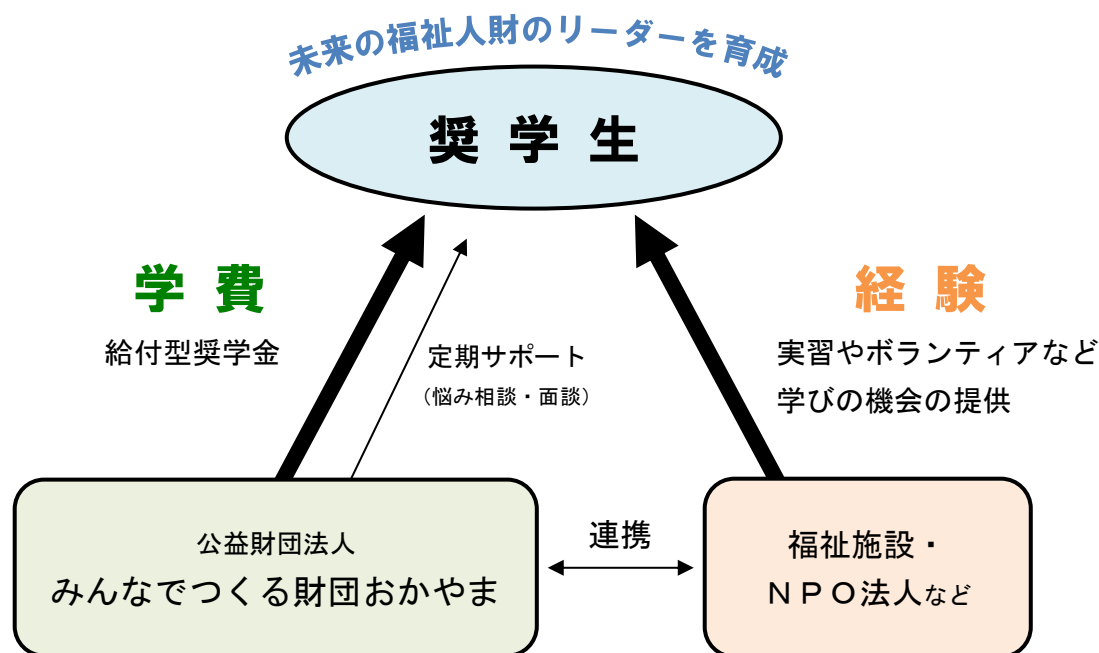 未来の福祉人財のリーダーを育成
奨学生
学費
給付型奨学金
定期サポート
（悩み相談・面談）
経験
実習やボランティアなど
学びの機会の提供
公益財団法人
みんなでつくる財団おかやま
連携
福祉施設・
ＮＰＯ法人など